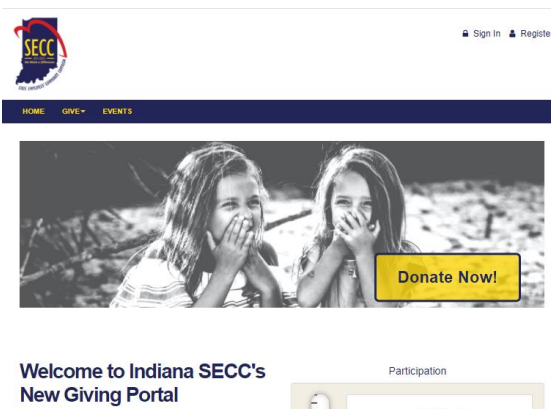 SECC
Sign In Registe
HOME GIVE EVENTS
Donate Now!
Welcome to Indiana SECC's
New Giving Portal
Participation